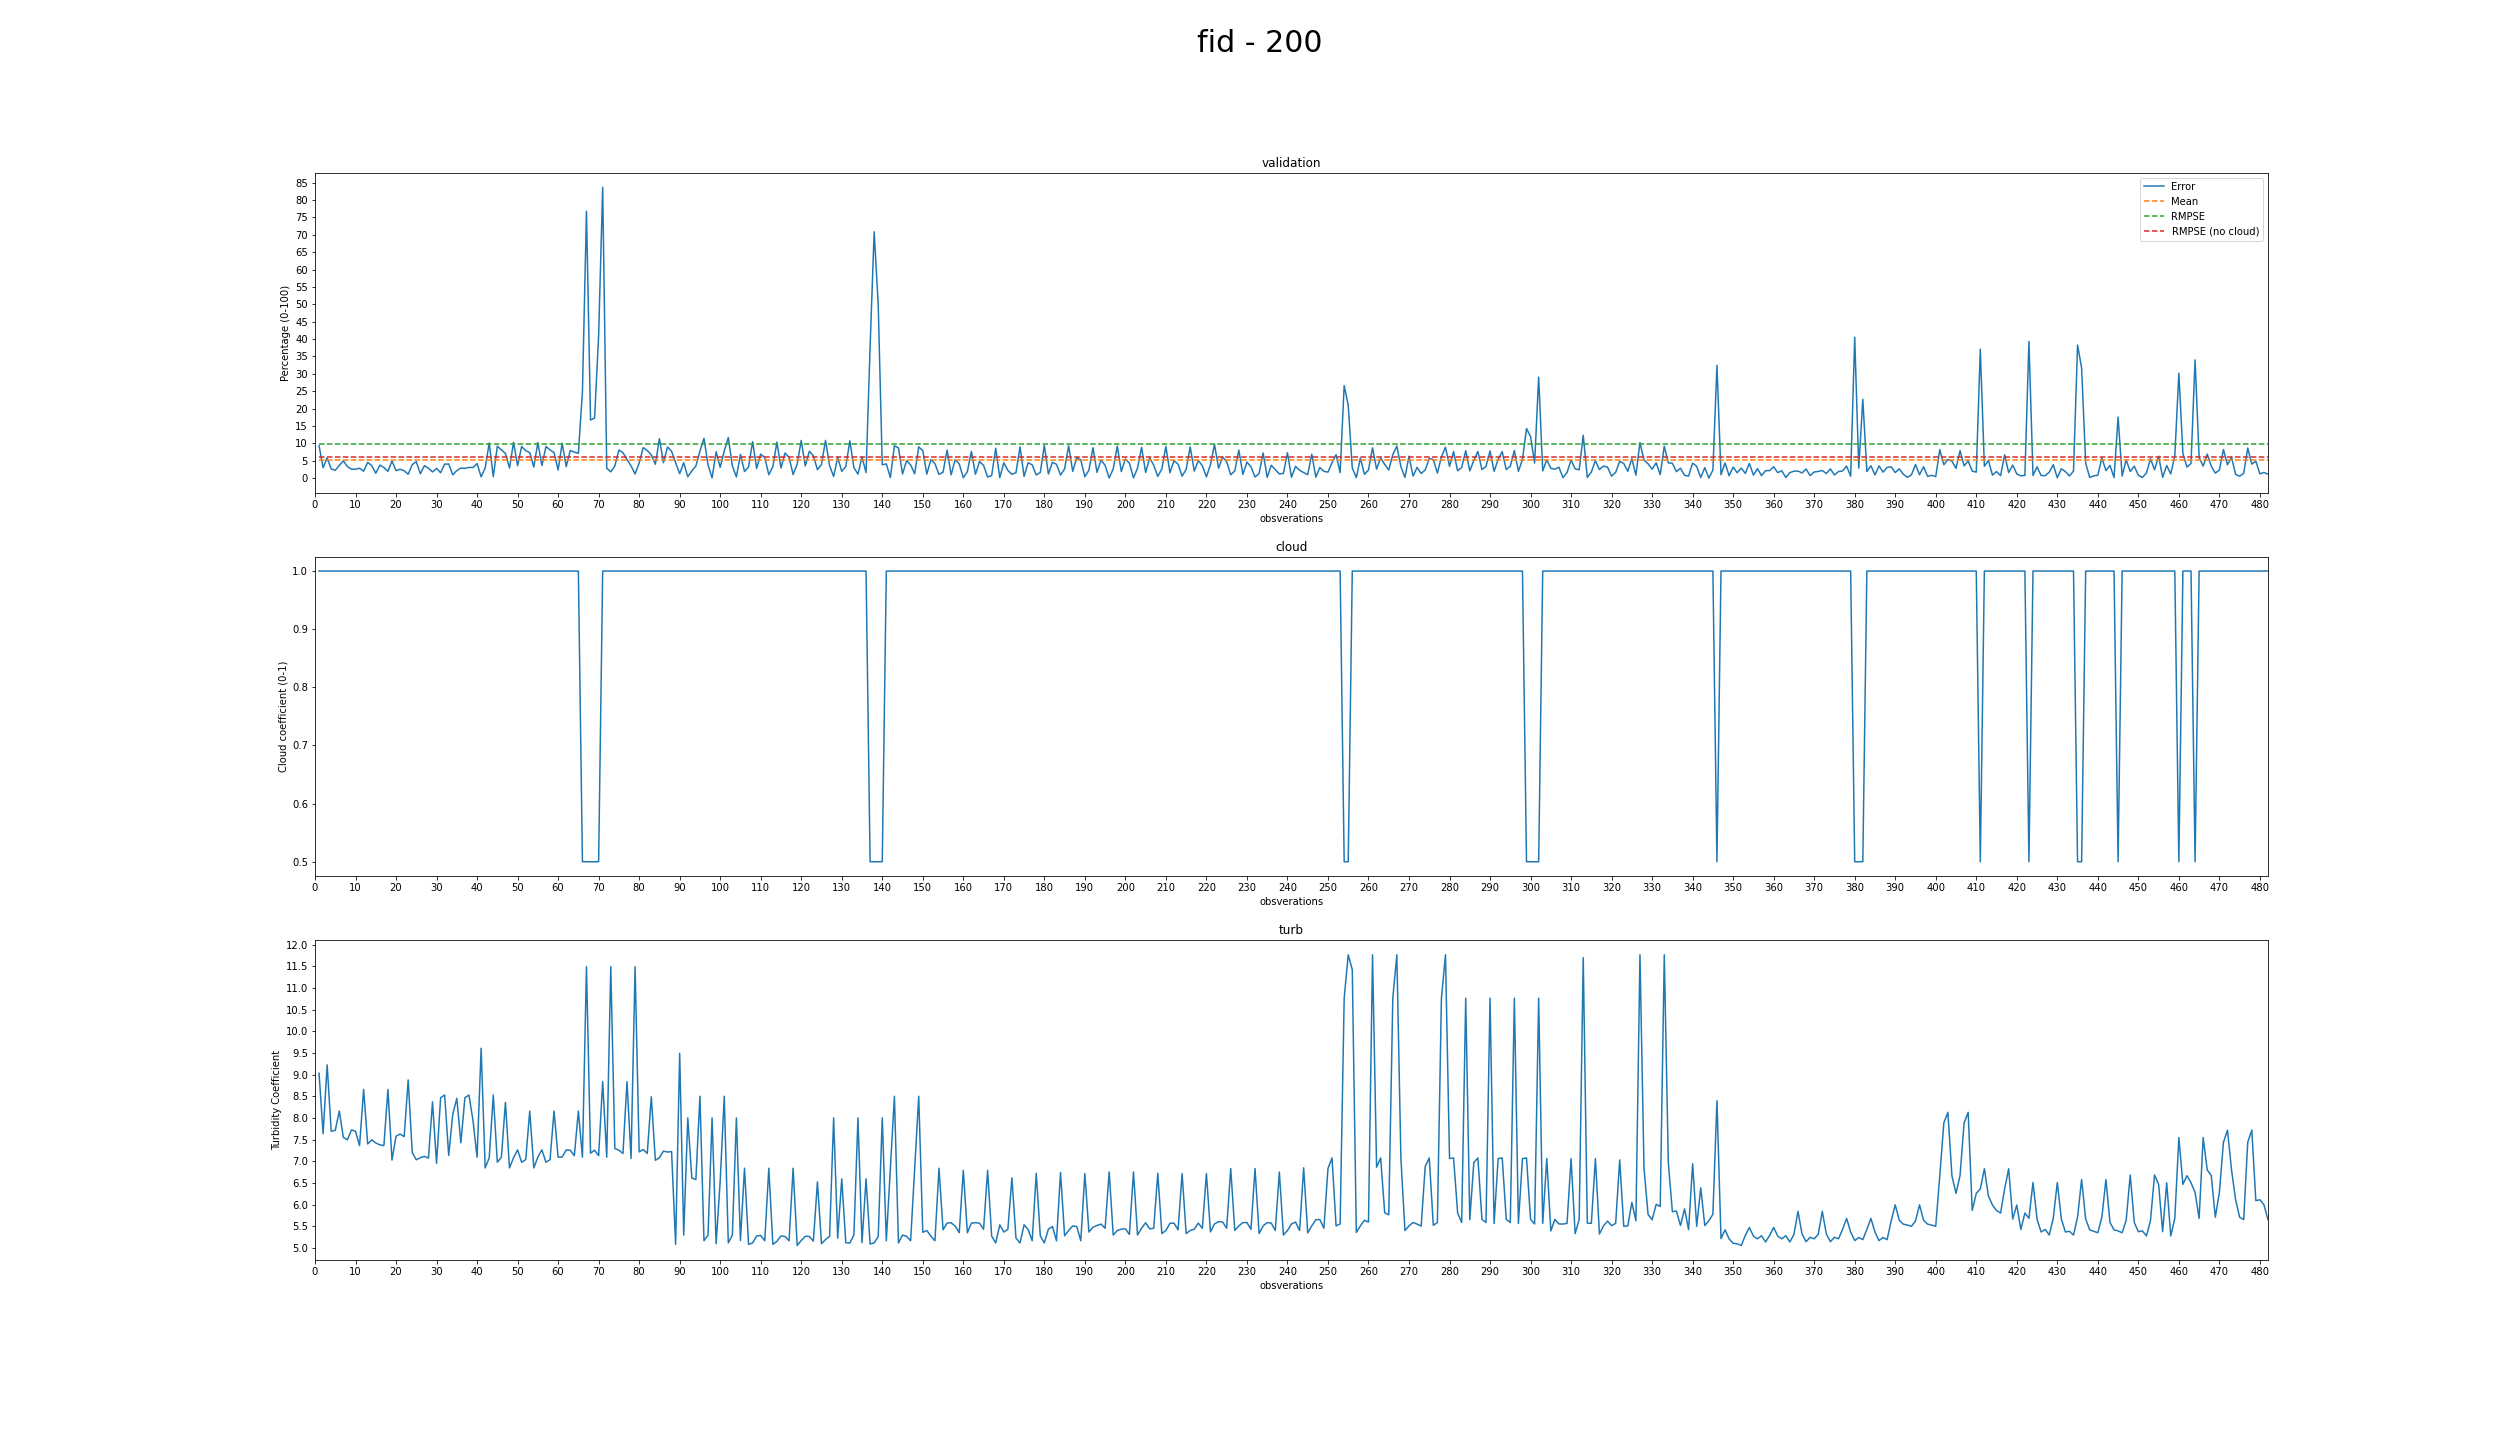 fid - 200
validation
Percentage (0-100)
85
80
75
70
65
60
55
50
45
40
35
30
25
20
15
10
5
0
Error
Mean
RMPSE
RMPSE (no cloud)
0 10 20 30 40 50 60 70 80 90 100 110 120 130 140 150 160 170 180 190 200 210 220 230 240 250 260 270 280 290 300 310 320 330 340 350 360 370 380 390 400 410 420 430 440 450 460 470 480
obsverations
cloud
Cloud coefficient (0-1)
1.0
0.9
0.8
0.7
0.6
0.5
0 10 20 30 40 50 60 70 80 90 100 110 120 130 140 150 160 170 180 190 200 210 220 230 240 250 260 270 280 290 300 310 320 330 340 350 360 370 380 390 400 410 420 430 440 450 460 470 480
obsverations
turb
Turbidity Coefficient
12.0
11.5
11.0
10.5
10.0
9.5
9.0
8.5
8.0
7.5
7.0
6.5
6.0
5.5
5.0
0 10 20 30 40 50 60 70 80 90 100 110 120 130 140 150 160 170 180 190 200 210 220 230 240 250 260 270 280 290 300 310 320 330 340 350 360 370 380 390 400 410 420 430 440 450 460 470 480
obsverations